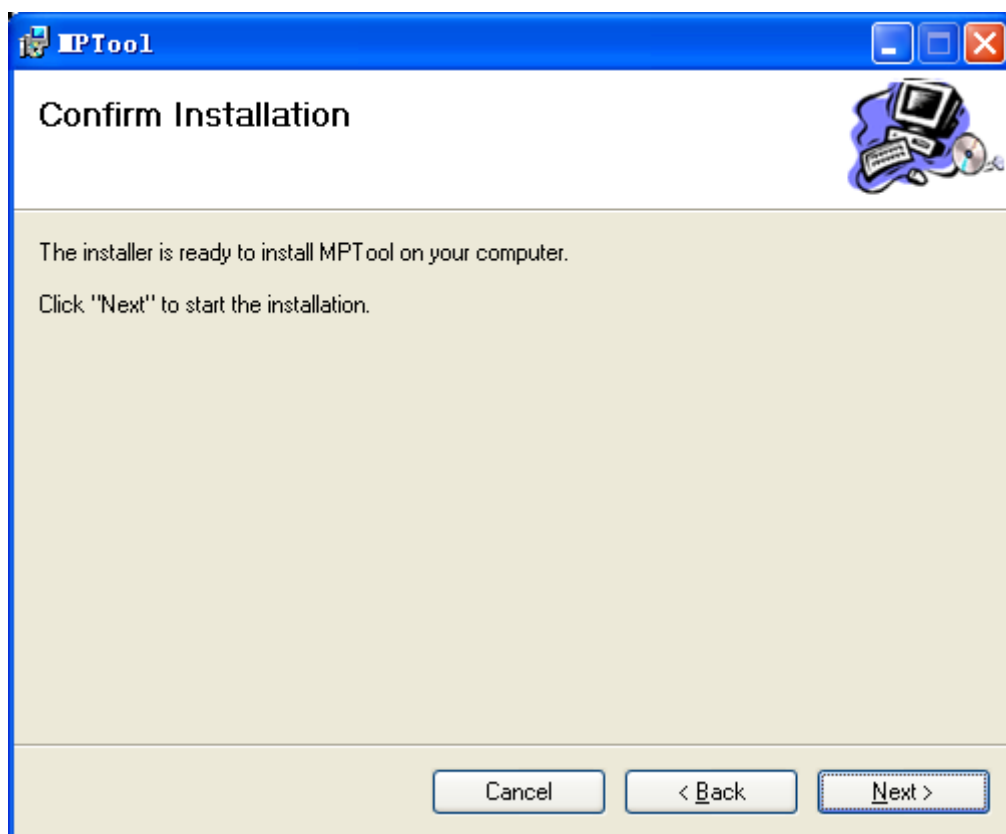 MPTool
Confirm Installation
The installer is ready to install MPTool on your computer.
Click "Next" to start the installation.
Cancel
< Back
Next >